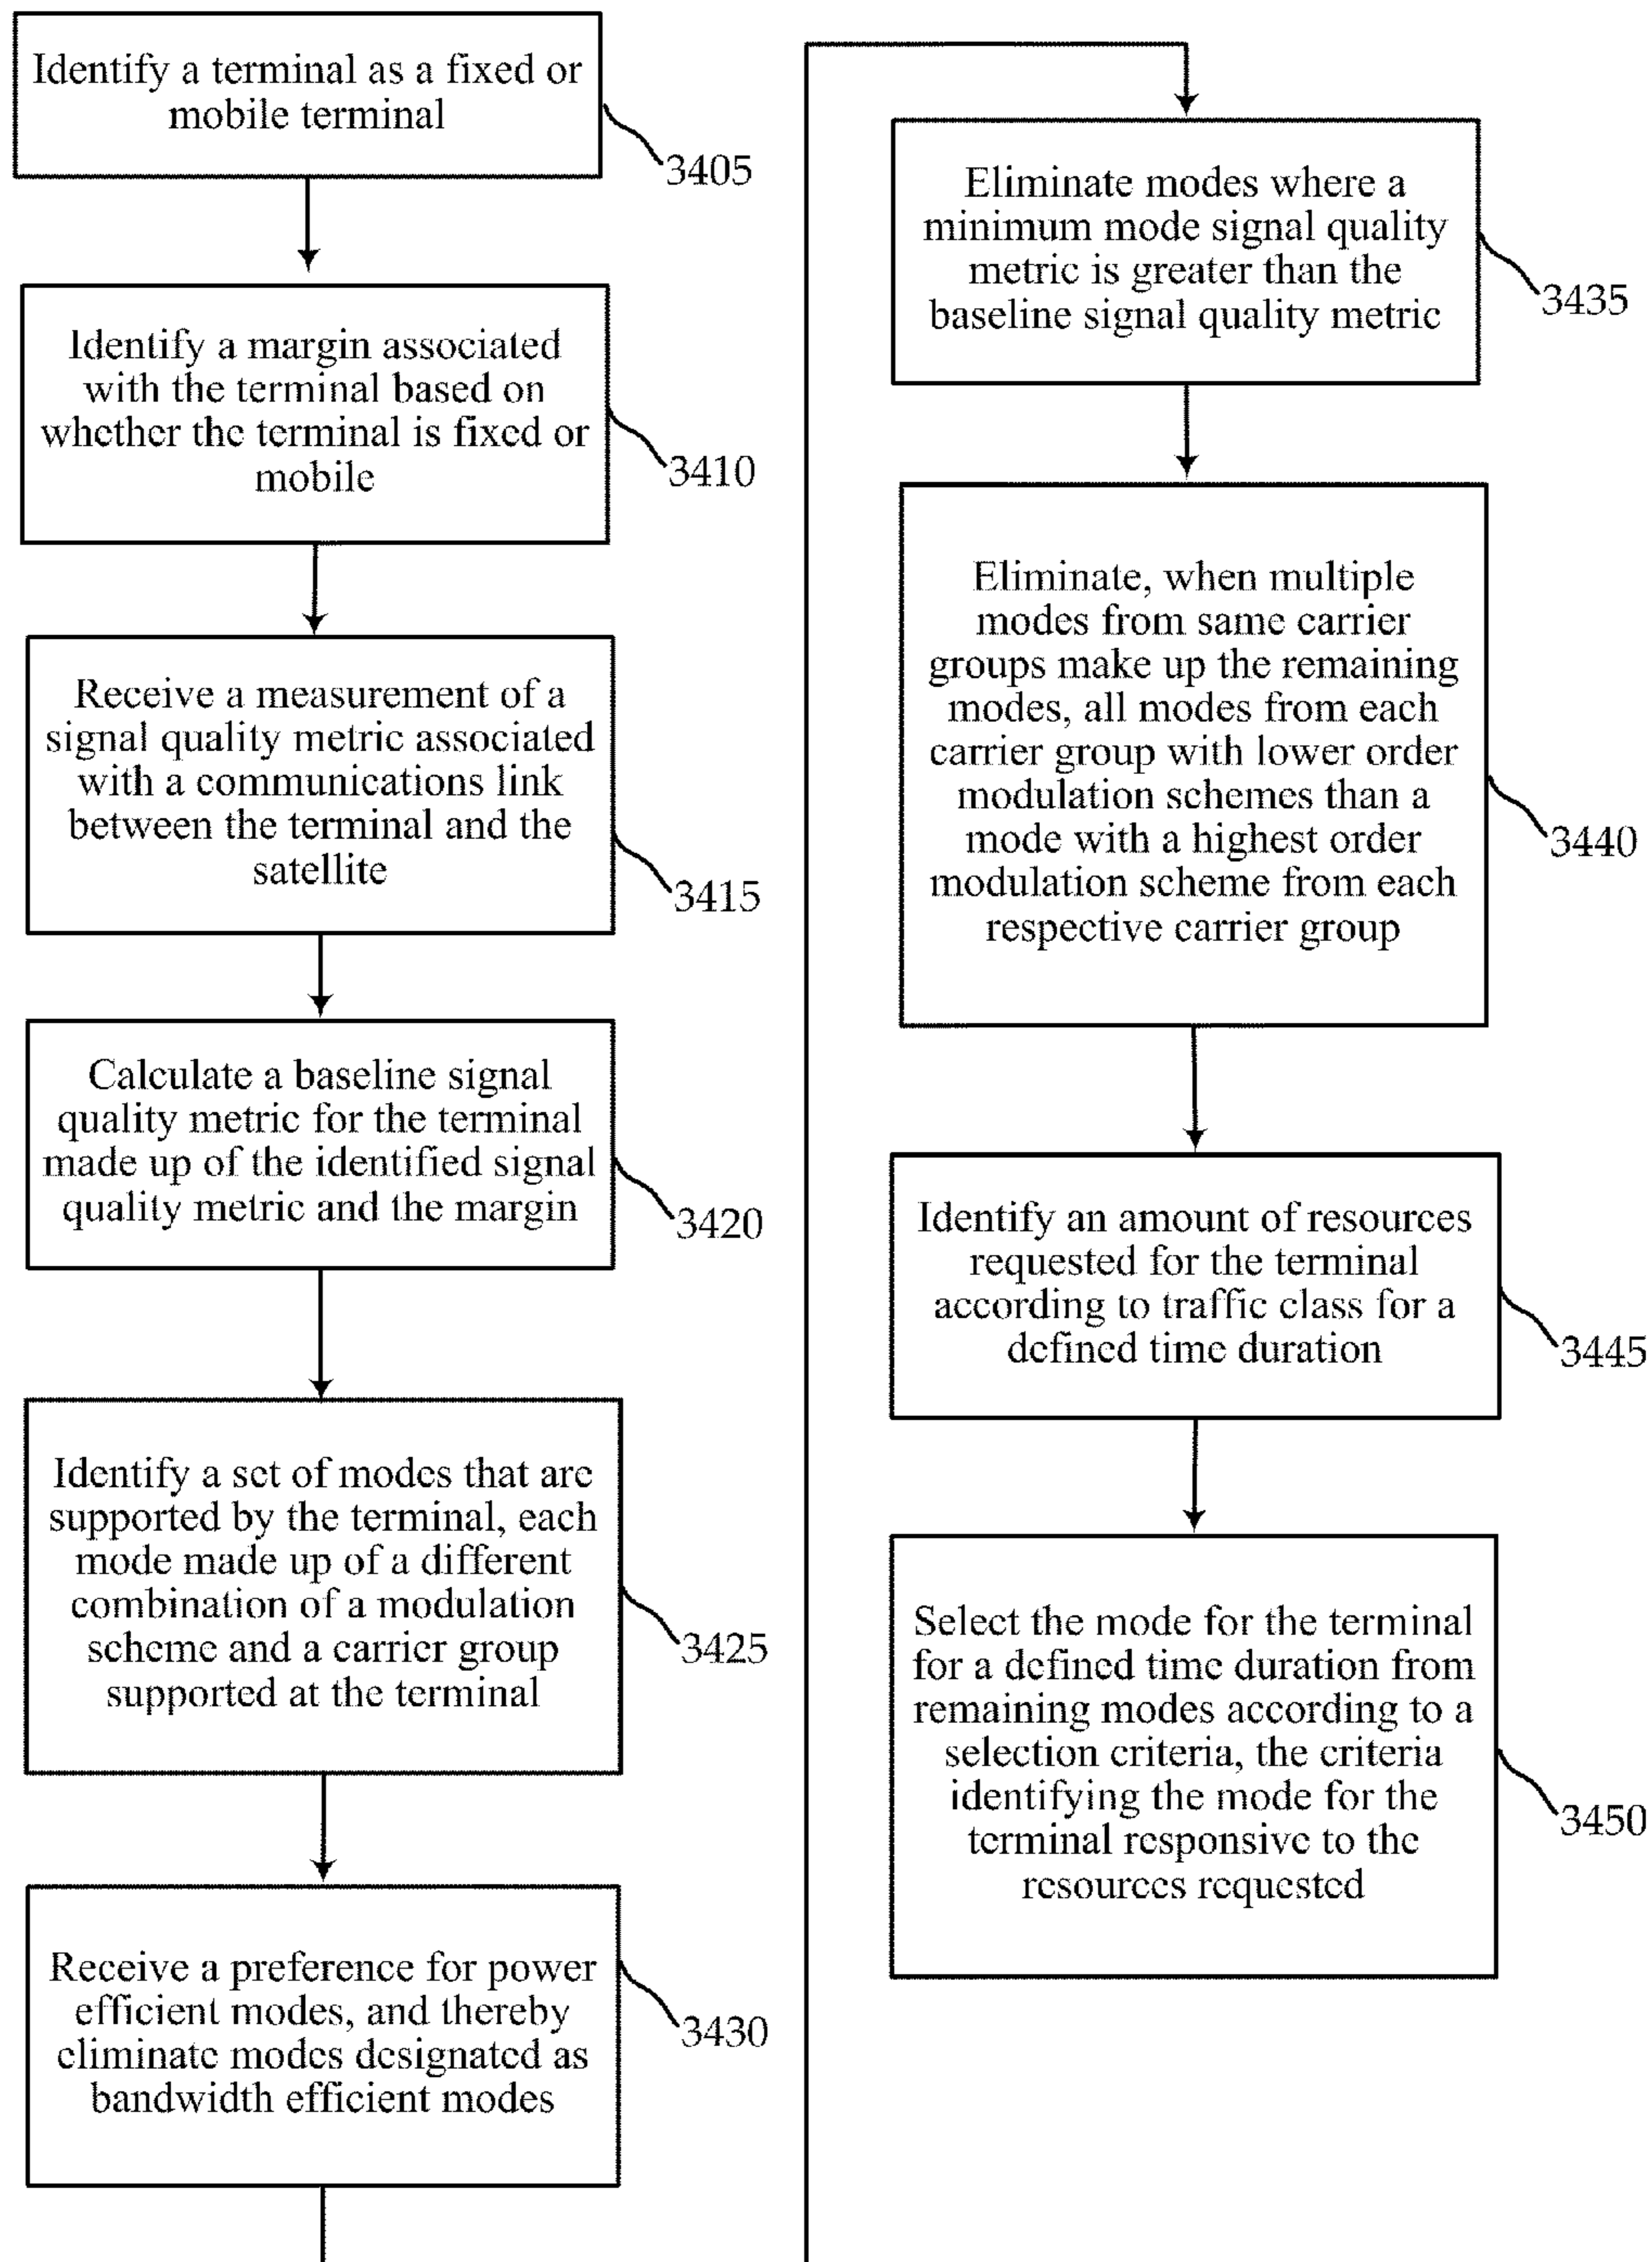 Identify a terminal as a fixed or
mobile terminal
3405
Identify a margin associated
with the terminal based on
whether the terminal is fixed or
mobile
3410
Receive a measurement of a
signal quality metric associated
with a communications link
between the terminal and the
satellite
3415
Calculate a baseline signal
quality metric for the terminal
made up of the identified signal
quality metric and the margin
3420
Identify a set of modes that are
supported by the terminal, each
mode made up of a different
combination of a modulation
scheme and a carrier group
supported at the terminal
3425
Receive a preference for power
efficient modes, and thereby
eliminate modes designated as
bandwidth efficient modes
3430
Eliminate modes where a
minimum mode signal quality
metric is greater than the
baseline signal quality metric
3435
Eliminate, when multiple
modes from same carrier
groups make up the remaining
modes, all modes from each
carrier group with lower order
modulation schemes than a
mode with a highest order
modulation scheme from each
respective carrier group
3440
Identify an amount of resources
requested for the terminal
according to traffic class for a
defined time duration
3445
Select the mode for the terminal
for a defined time duration from
remaining modes according to a
selection criteria, the criteria
identifying the mode for the
terminal responsive to the
resources requested
3450